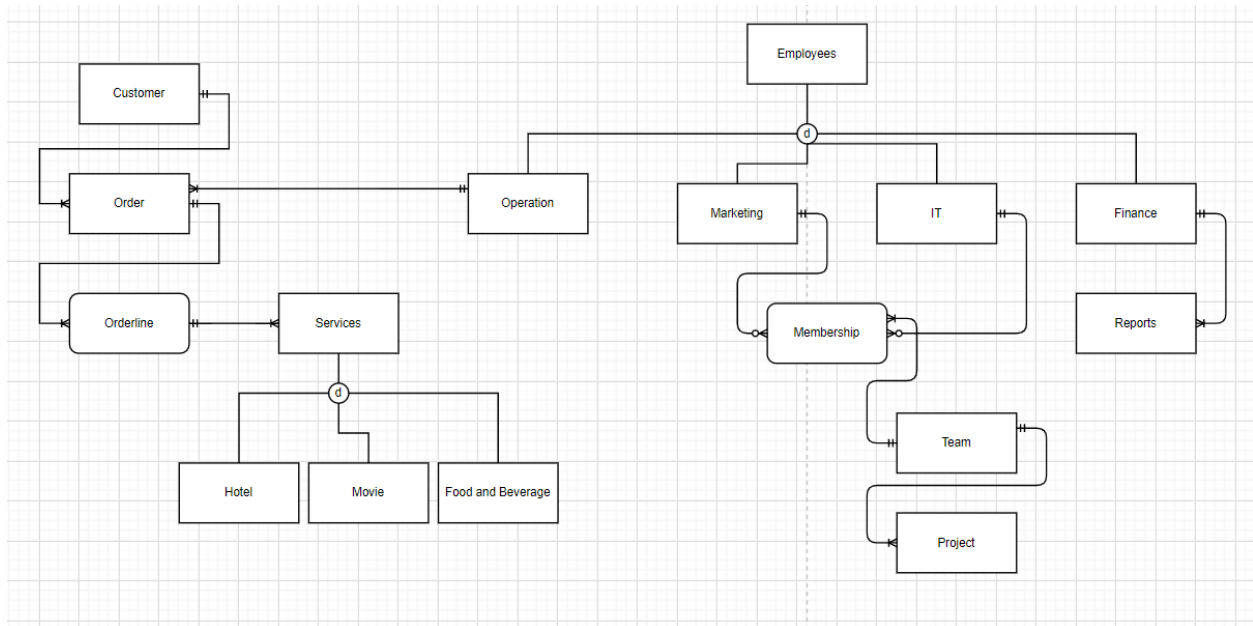 Employees
Customer
d
Order
Operation
Marketing
IT
Finance
Orderline
Services
Membership
Reports
d
Team
Hotel
Movie
Food and Beverage
Project